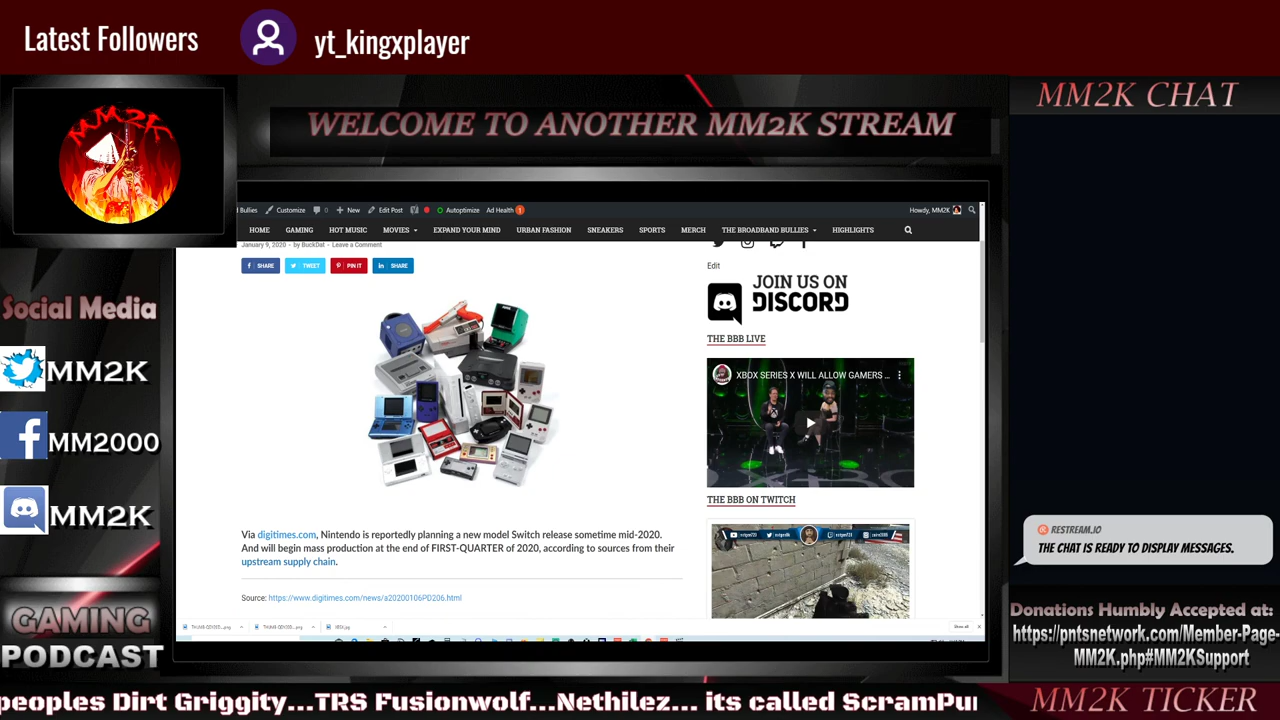 Latest Followers
yt_kingxplayer
MM2K
WELCOME TO ANOTHER MM2K STREAM
MM2K CHAT
Bullies Customize 0 New Edit Post Autoptimize Ad Health 1 Howdy, MM2K
HOME GAMING HOT MUSIC MOVIES EXPAND YOUR MIND URBAN FASHION SNEAKERS SPORTS MERCH THE BROADBAND BULLIES HIGHLIGHTS
January 9, 2020 - by BuckDat - Leave a Comment
SHARE TWEET PIN IT SHARE
Edit
JOIN US ON
DISCORD
THE BBB LIVE
XBOX SERIES X WILL ALLOW GAMERS ...
THE BBB ON TWITCH
Via digitimes.com, Nintendo is reportedly planning a new model Switch release sometime mid-2020.
And will begin mass production at the end of FIRST-QUARTER of 2020, according to sources from their
upstream supply chain.
Source: https://www.digitimes.com/news/a20200106PD206.html
Show all
Social Media
MM2K
MM2000
MM2K
GAMING
PODCAST
RESTREAM.IO
THE CHAT IS READY TO DISPLAY MESSAGES.
Donations Humbly Accepted at:
https://pntsnetwork.com/Member-Page-
MM2K.php#MM2KSupport
peoples Dirt Griggity...TRS Fusionwolf...Nethilez... its called ScramPu
MM2K TICKER